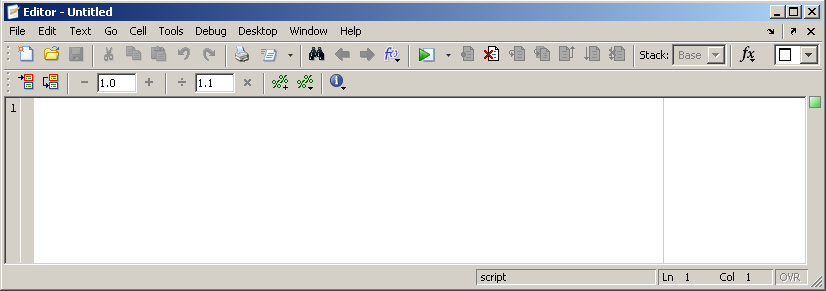 Editor - Untitled
File Edit Text Go Cell Tools Debug Desktop Window Help
Stack: Base fx
1.0 1.1
1
script Ln 1 Col 1 OVR